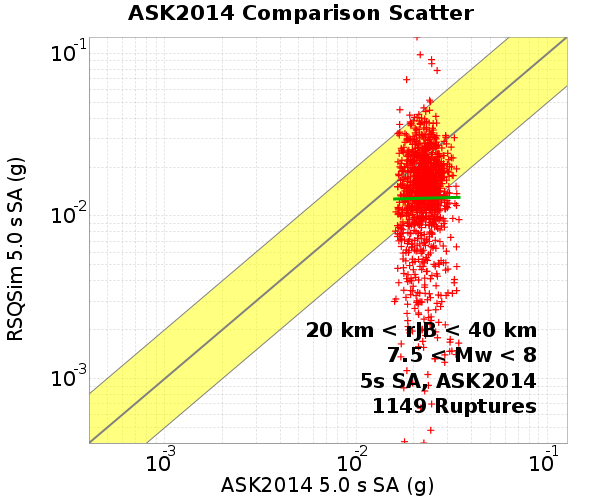 ASK2014 Comparison Scatter
RSQSim 5.0 s SA (g)
10-1
10-2
10-3
20 km < rJB < 40 km
7.5 < Mw < 8
5s SA, ASK2014
1149 Ruptures
10-3 10-2 10-1
ASK2014 5.0 s SA (g)